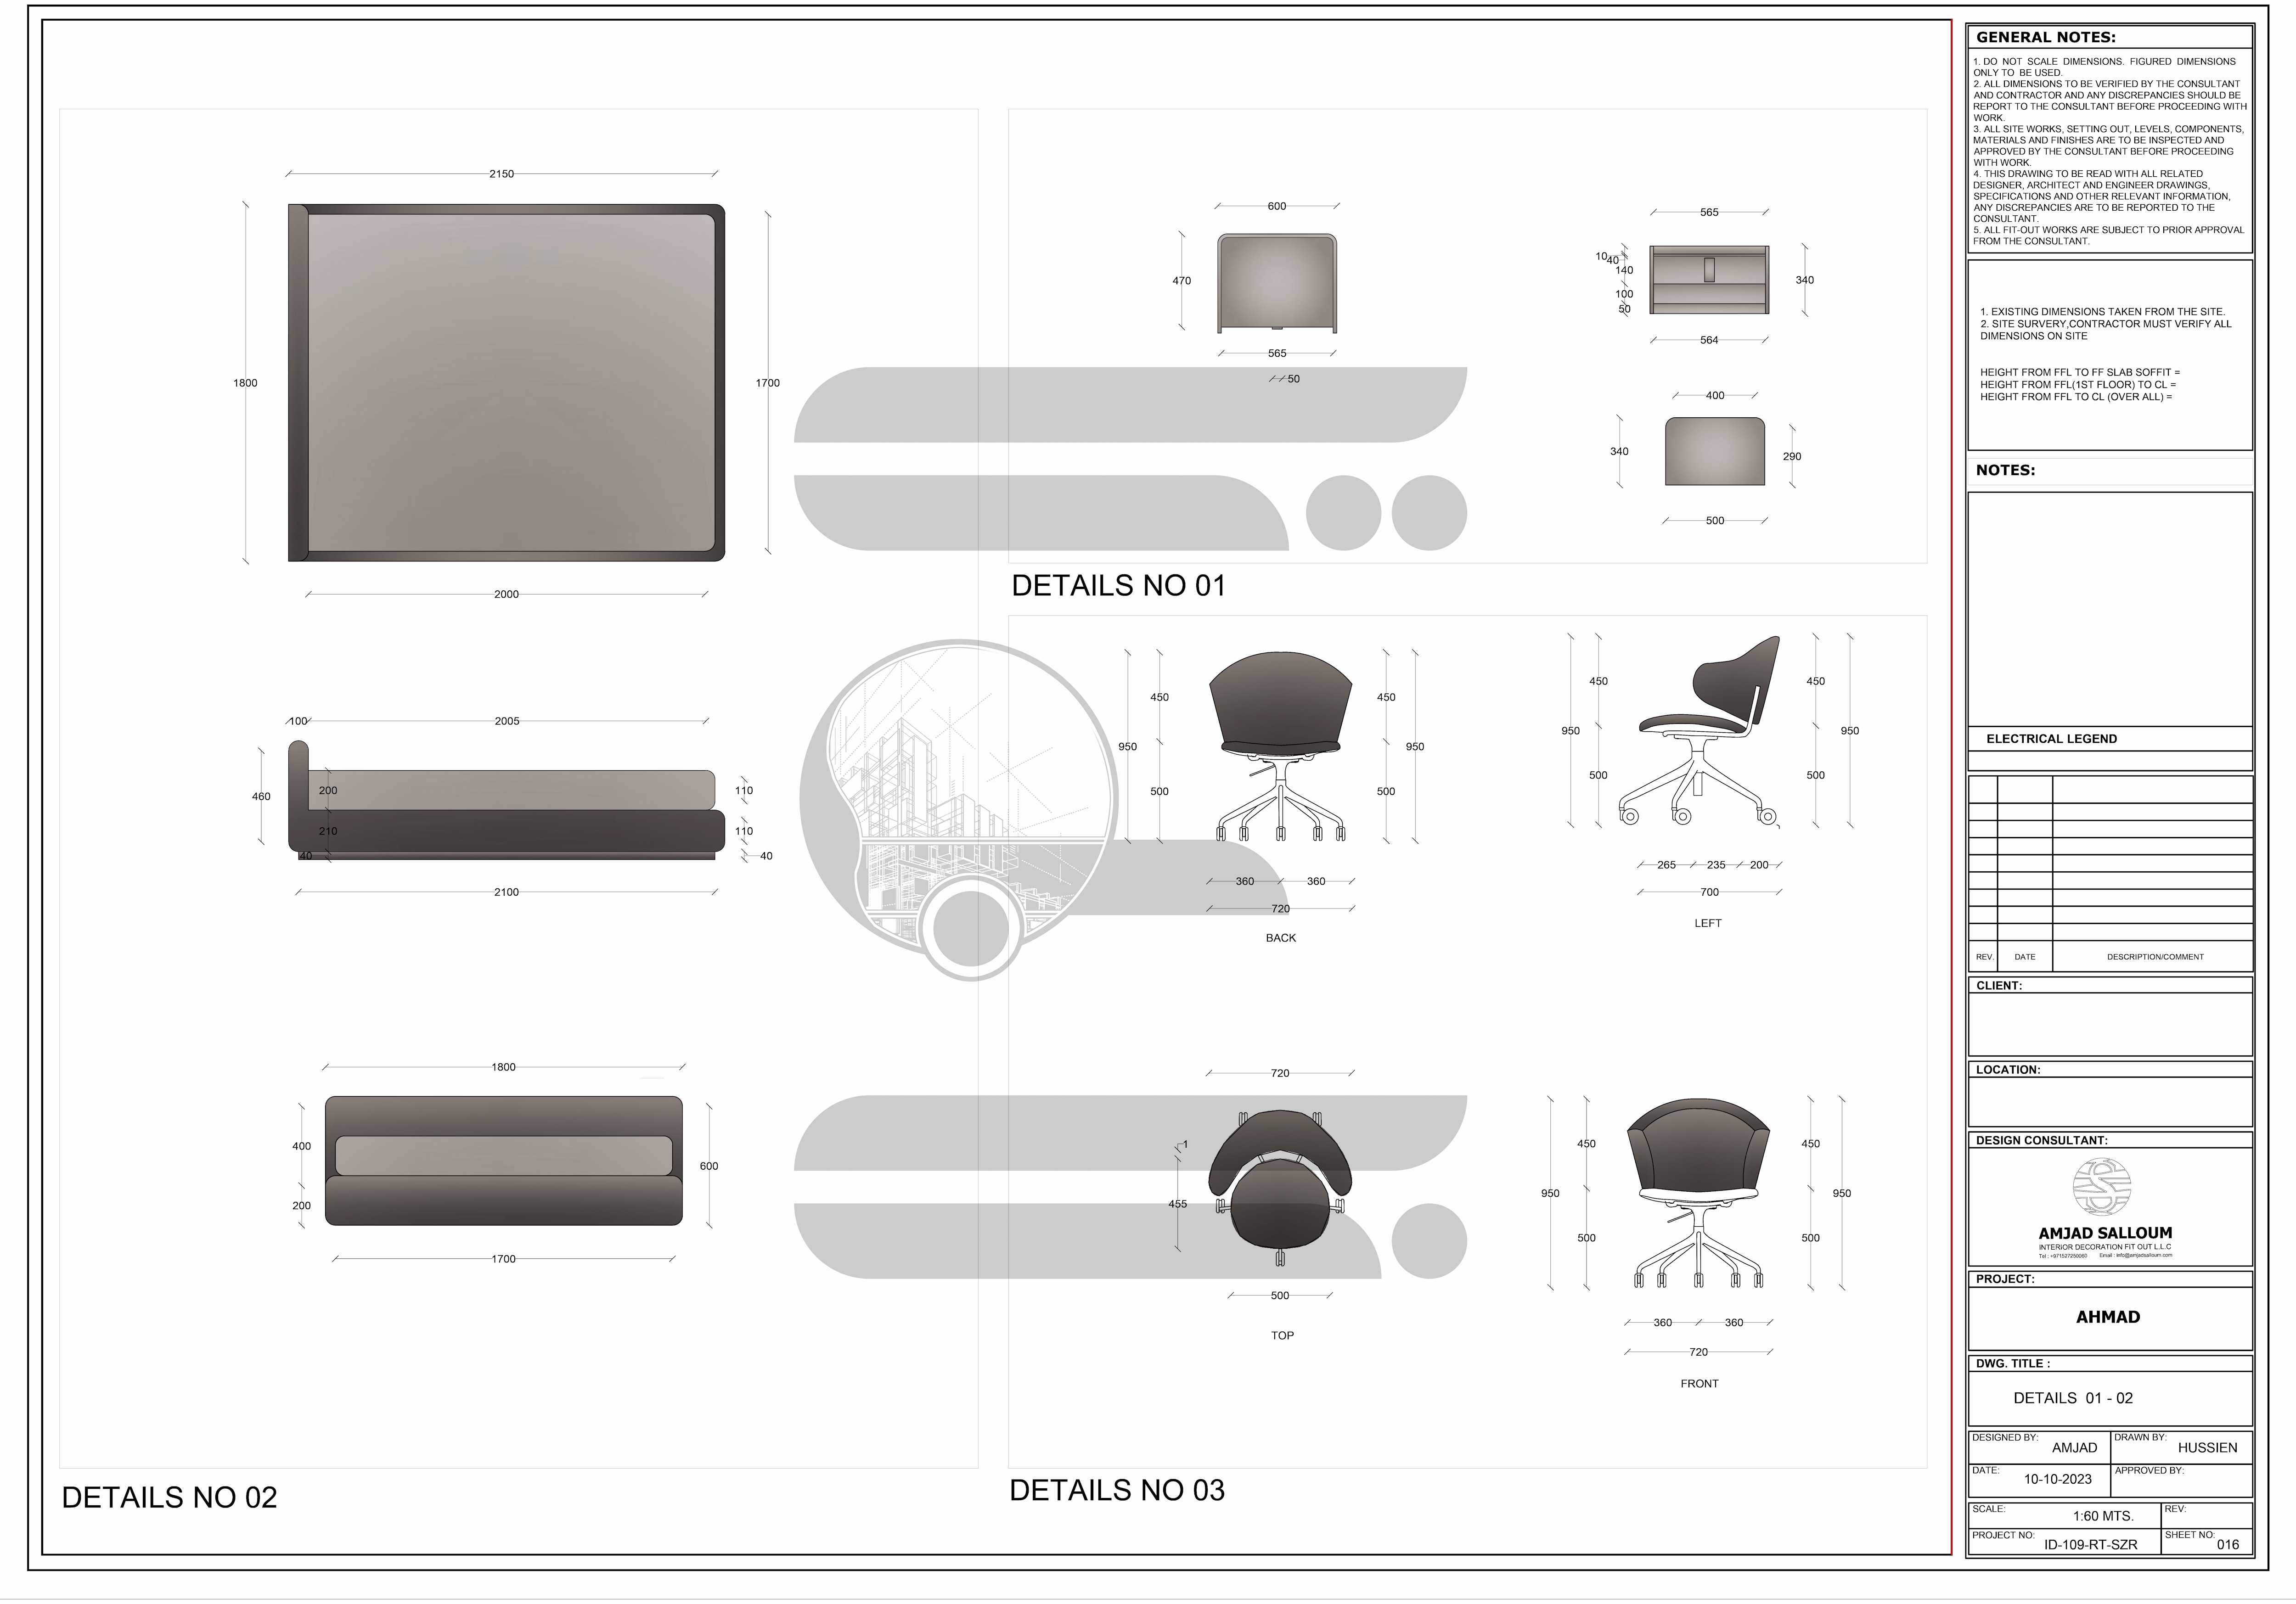 2150
1800
1700
2000
100
2005
460
200
110
210
110
40
40
2100
1800
400
600
200
1700
DETAILS NO 02
600
470
565
50
565
10
40
140
340
100
50
564
400
340
290
500
DETAILS NO 01
450
450
950
950
500
500
360
360
720
BACK
450
450
950
950
500
500
265
235
200
700
LEFT
720
1
455
500
TOP
450
450
950
950
500
500
360
360
720
FRONT
DETAILS NO 03
GENERAL NOTES:
1. DO NOT SCALE DIMENSIONS. FIGURED DIMENSIONS
ONLY TO BE USED.
2. ALL DIMENSIONS TO BE VERIFIED BY THE CONSULTANT
AND CONTRACTOR AND ANY DISCREPANCIES SHOULD BE
REPORT TO THE CONSULTANT BEFORE PROCEEDING WITH
WORK.
3. ALL SITE WORKS, SETTING OUT, LEVELS, COMPONENTS,
MATERIALS AND FINISHES ARE TO BE INSPECTED AND
APPROVED BY THE CONSULTANT BEFORE PROCEEDING
WITH WORK.
4. THIS DRAWING TO BE READ WITH ALL RELATED
DESIGNER, ARCHITECT AND ENGINEER DRAWINGS,
SPECIFICATIONS AND OTHER RELEVANT INFORMATION,
ANY DISCREPANCIES ARE TO BE REPORTED TO THE
CONSULTANT.
5. ALL FIT-OUT WORKS ARE SUBJECT TO PRIOR APPROVAL
FROM THE CONSULTANT.
1. EXISTING DIMENSIONS TAKEN FROM THE SITE.
2. SITE SURVERY,CONTRACTOR MUST VERIFY ALL
DIMENSIONS ON SITE
HEIGHT FROM FFL TO FF SLAB SOFFIT =
HEIGHT FROM FFL(1ST FLOOR) TO CL =
HEIGHT FROM FFL TO CL (OVER ALL) =
NOTES:
ELECTRICAL LEGEND
REV. DATE DESCRIPTION/COMMENT
CLIENT:
LOCATION:
DESIGN CONSULTANT:
AMJAD SALLOUM
INTERIOR DECORATION FIT OUT L.L.C
Tel : +971527250060 Email : info@amjadsalloum.com
PROJECT:
AHMAD
DWG. TITLE :
DETAILS 01 - 02
DESIGNED BY: AMJAD DRAWN BY: HUSSIEN
DATE: 10-10-2023 APPROVED BY:
SCALE: 1:60 MTS. REV:
PROJECT NO: ID-109-RT-SZR SHEET NO: 016